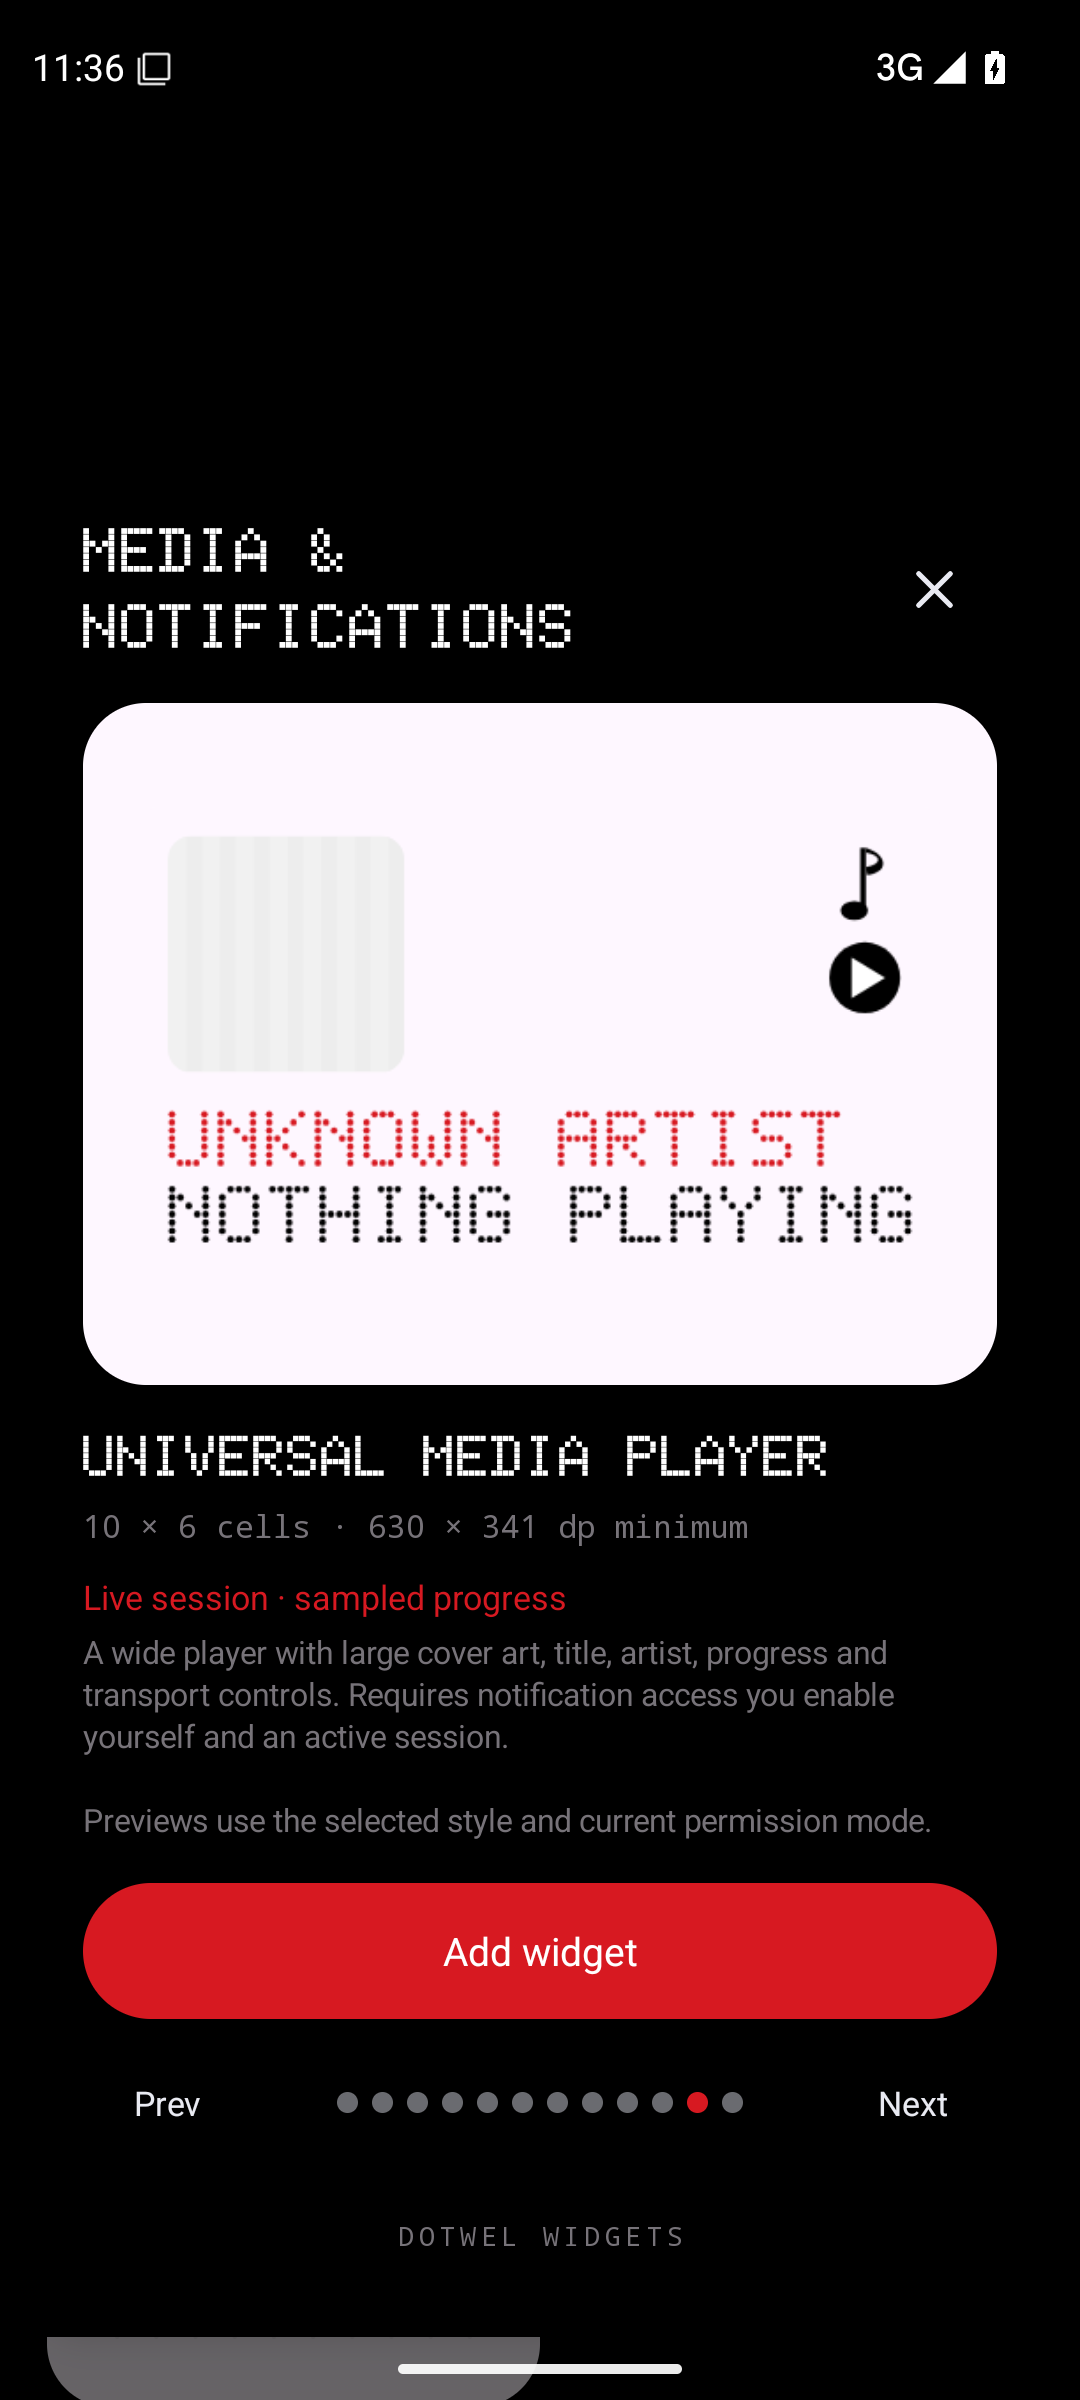 11:36
3G
MEDIA &
NOTIFICATIONS
UNKNOWN ARTIST
NOTHING PLAYING
UNIVERSAL MEDIA PLAYER
10 × 6 cells · 630 × 341 dp minimum
Live session · sampled progress
A wide player with large cover art, title, artist, progress and
transport controls. Requires notification access you enable
yourself and an active session.
Previews use the selected style and current permission mode.
Add widget
Prev
Next
DOTWEL WIDGETS